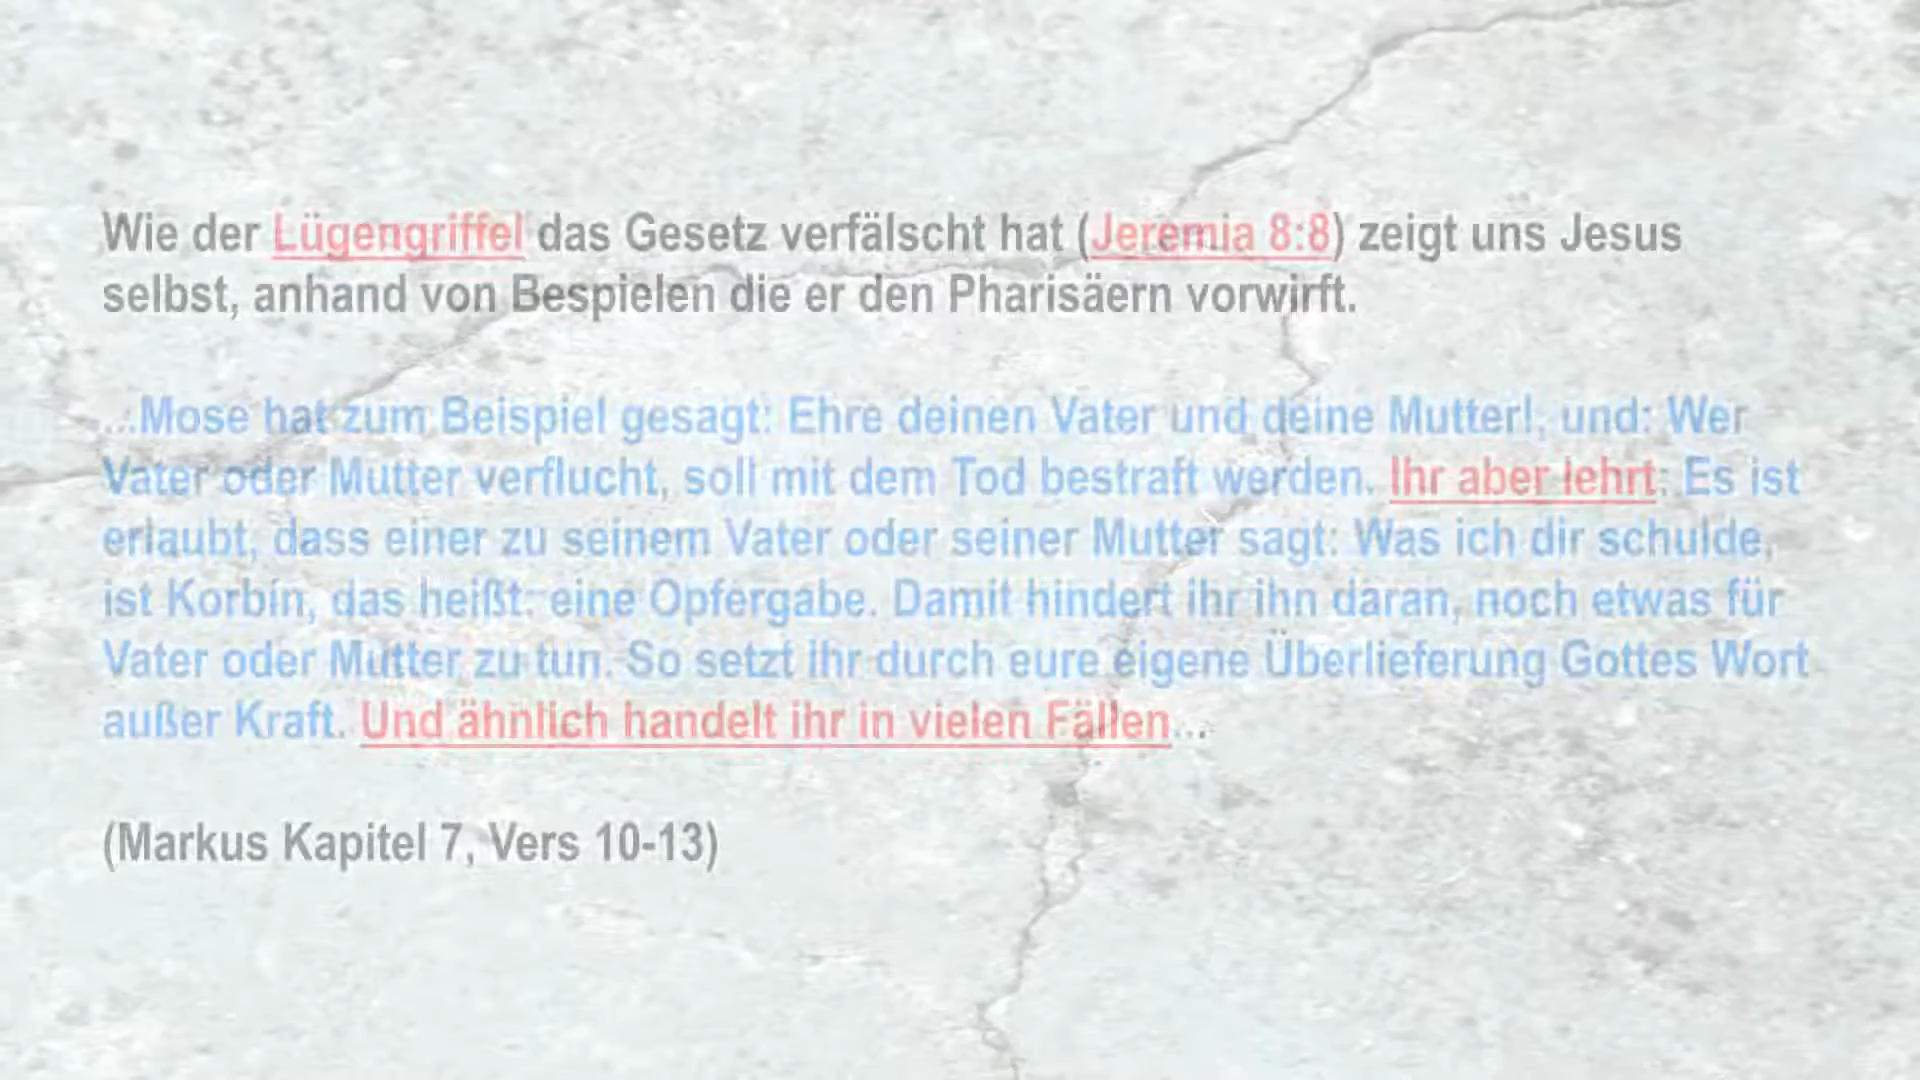 Wie der Lügengriffel das Gesetz verfälscht hat (Jeremia 8:8) zeigt uns Jesus
selbst, anhand von Bespielen die er den Pharisäern vorwirft.
...Mose hat zum Beispiel gesagt: Ehre deinen Vater und deine Mutter!, und: Wer
Vater oder Mutter verflucht, soll mit dem Tod bestraft werden. Ihr aber lehrt: Es ist
erlaubt, dass einer zu seinem Vater oder seiner Mutter sagt: Was ich dir schulde,
ist Korbin, das heißt: eine Opfergabe. Damit hindert ihr ihn daran, noch etwas für
Vater oder Mutter zu tun. So setzt ihr durch eure eigene Überlieferung Gottes Wort
außer Kraft. Und ähnlich handelt ihr in vielen Fällen...
(Markus Kapitel 7, Vers 10-13)